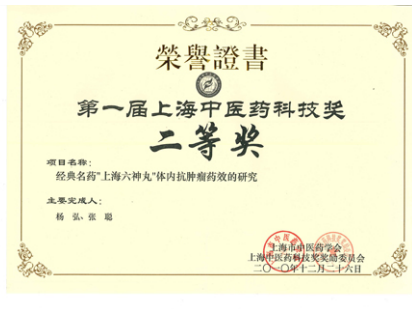 榮譽證書
第一届上海中医药科技奖
二等奖
项目名称：
经典名药"上海六神丸"体内抗肿瘤药效的研究
主要完成人：
杨 弘、张 聪
上海市中医药学会
上海中医药科技奖奖励委员会
二〇一〇年十二月二十六日